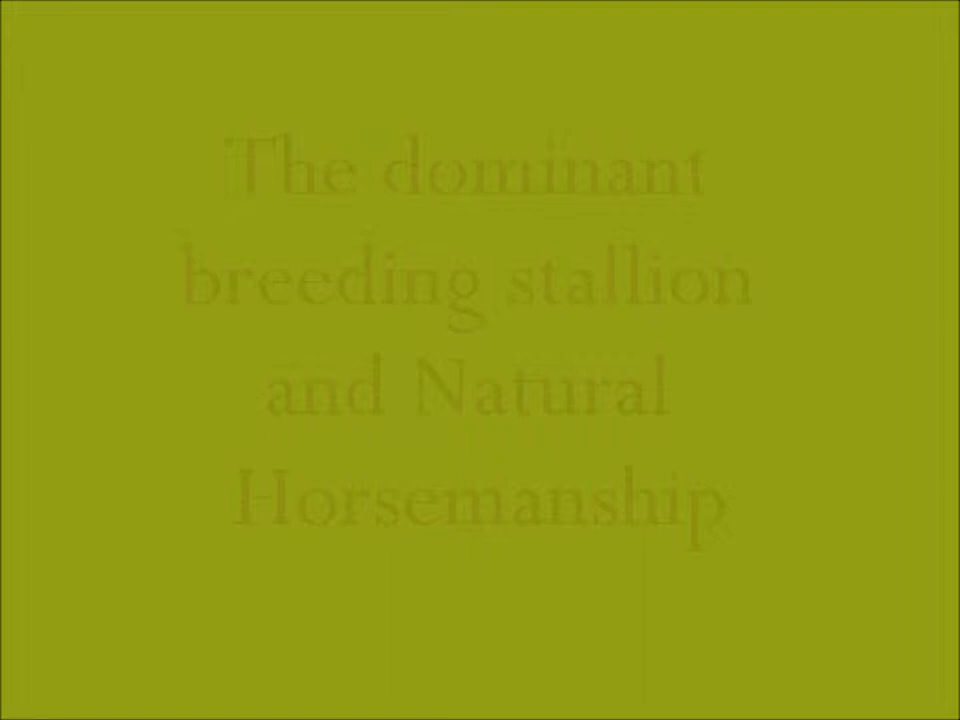 The dominant
breeding stallion
and Natural
Horsemanship